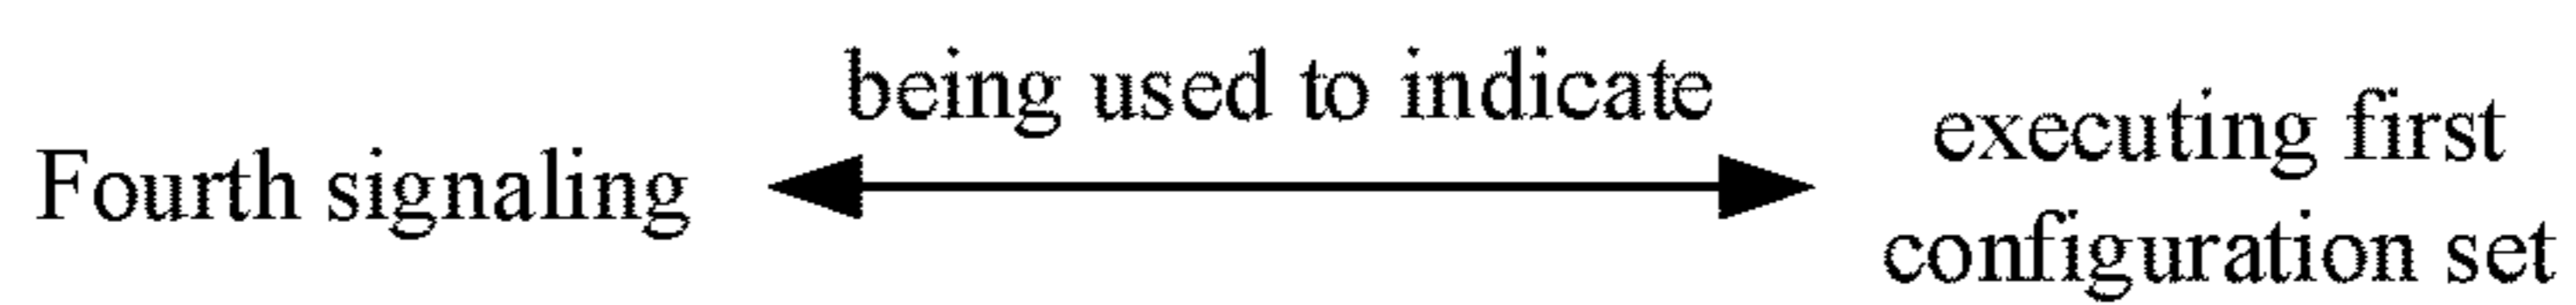 being used to indicate
Fourth signaling
executing first
configuration set